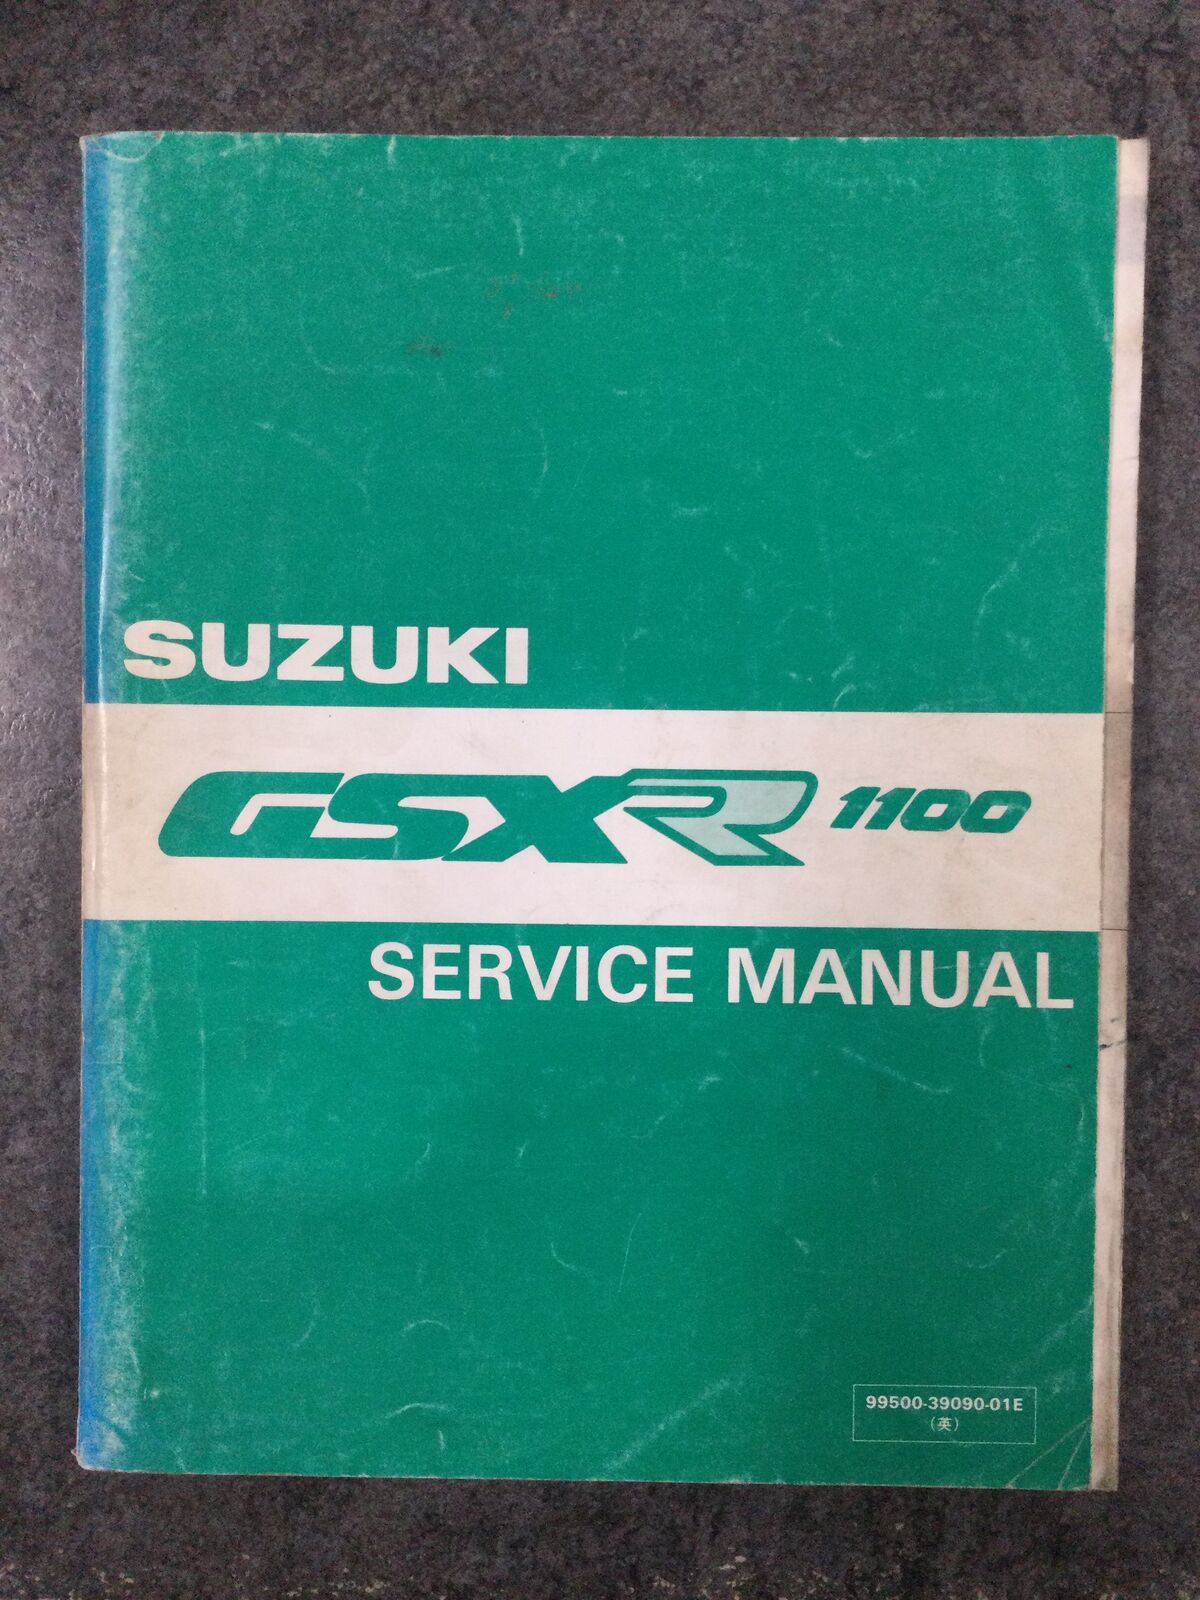 SUZUKI
GSXR 1100
SERVICE MANUAL
99500-39090-01E
(英)